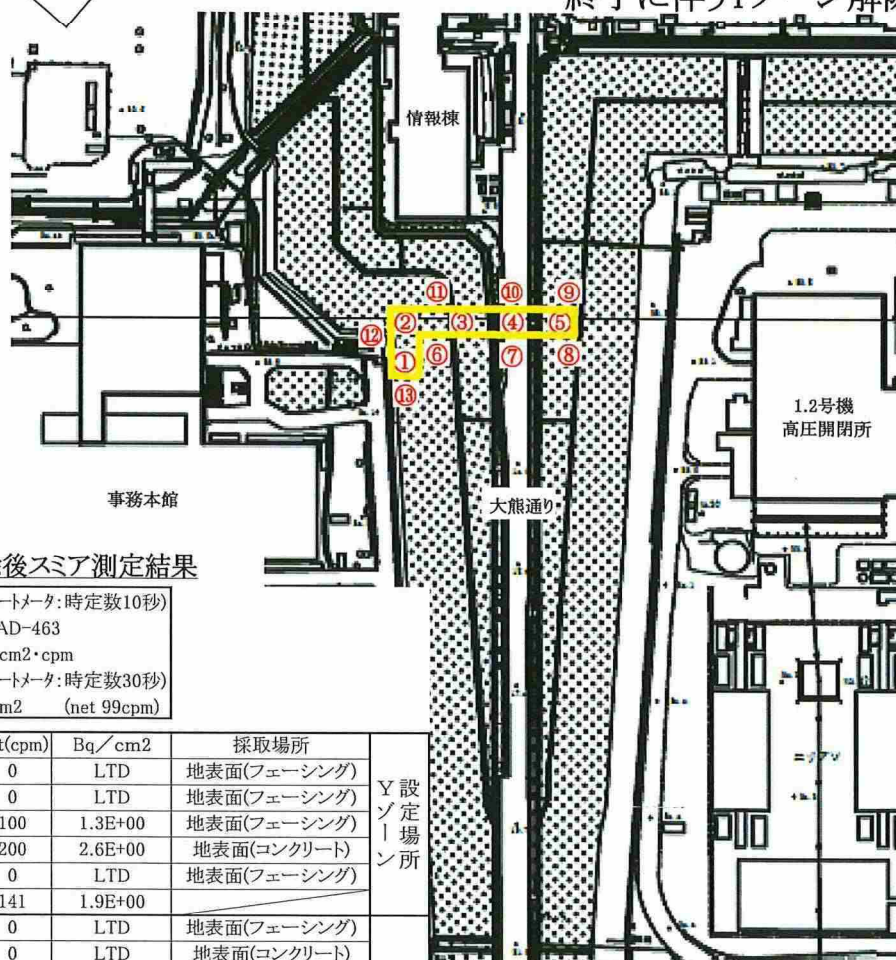 終了に伴うYゾーン解除
情報棟
⑪ ⑩ ⑨
⑫ ② ③ ④ ⑤
① ⑥ ⑦ ⑧
⑬
1.2号機
高圧開閉所
事務本館
大熊通り
後スミア測定結果
ートメータ:時定数10秒)
AD-463
cm2・cpm
ートメータ:時定数30秒)
m2 (net 99cpm)
t(cpm) Bq/cm2 採取場所
0 LTD 地表面(フェーシング)
0 LTD 地表面(フェーシング)
100 1.3E+00 地表面(フェーシング)
200 2.6E+00 地表面(コンクリート)
0 LTD 地表面(フェーシング)
141 1.9E+00
Yゾーン
設定場所
0 LTD 地表面(フェーシング)
0 LTD 地表面(コンクリート)